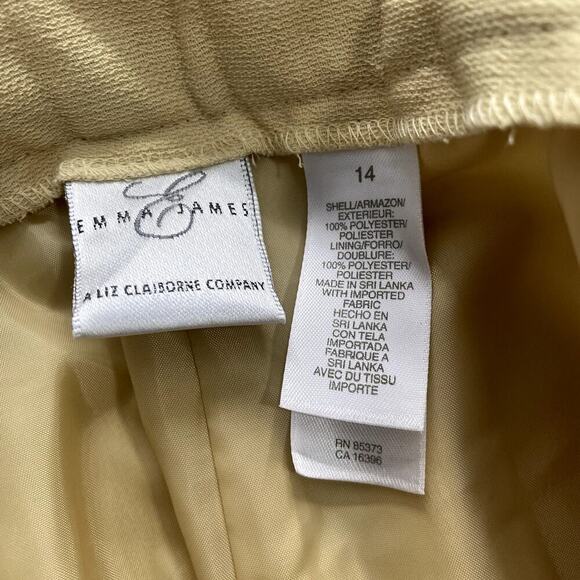 E
EMMA JAMES
A LIZ CLAIBORNE COMPANY
14
SHELL/ARMAZON/
EXTERIEUR:
100% POLYESTER/
POLIESTER
LINING/FORRO/
DOUBLURE:
100% POLYESTER/
POLIESTER
MADE IN SRI LANKA
WITH IMPORTED
FABRIC
HECHO EN
SRI LANKA
CON TELA
IMPORTADA
FABRIQUE A
SRI LANKA
AVEC DU TISSU
IMPORTE
RN 85373
CA 16396